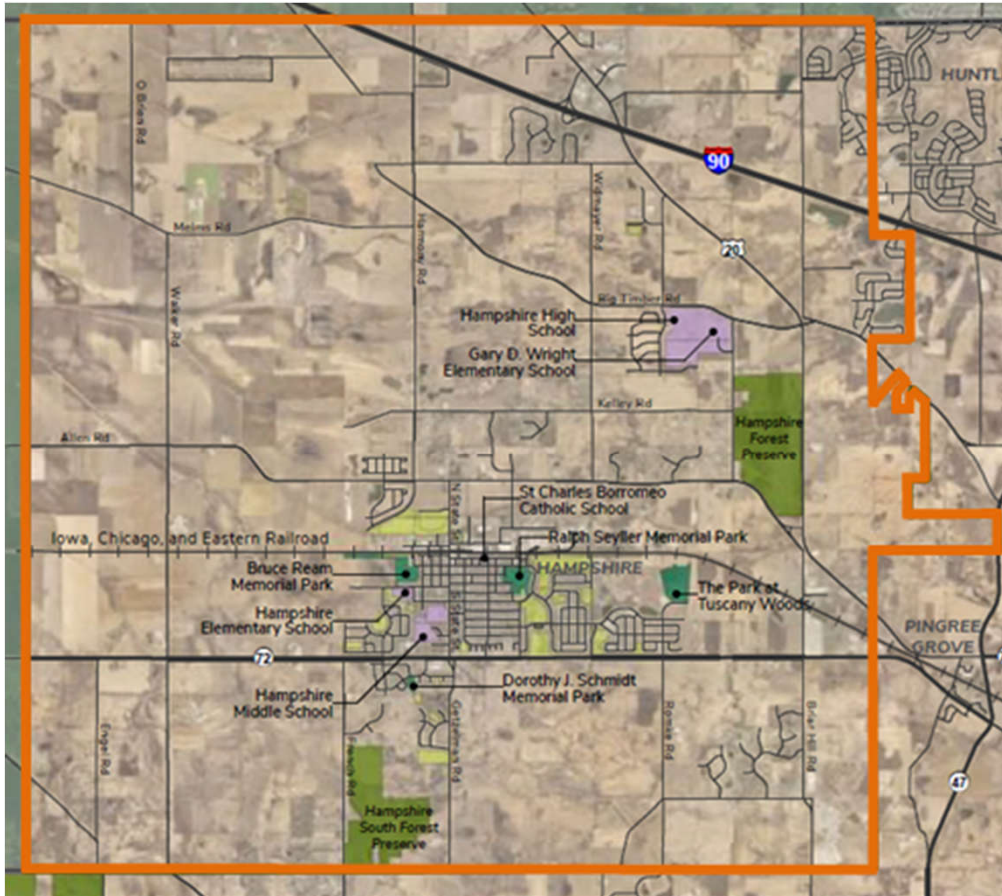 HUNTL
O'Brien Rd
90
Widmayer Rd
Melms Rd
Harmony Rd
20
Walker Rd
Big Timber Rd
Hampshire High
School
Gary D. Wright
Elementary School
Kelley Rd
Hampshire
Forest
Preserve
Allen Rd
St Charles Borromeo
Catholic School
N State St
Iowa, Chicago, and Eastern Railroad
Ralph Seyller Memorial Park
Bruce Ream
Memorial Park
HAMPSHIRE
The Park at
Tuscany Woods
Hampshire
Elementary School
S State St
PINGREE
GROVE
72
Hampshire
Middle School
Dorothy J. Schmidt
Memorial Park
Engel Rd
French Rd
Getzelman Rd
Romke Rd
Brier Hill Rd
47
Hampshire
South Forest
Preserve